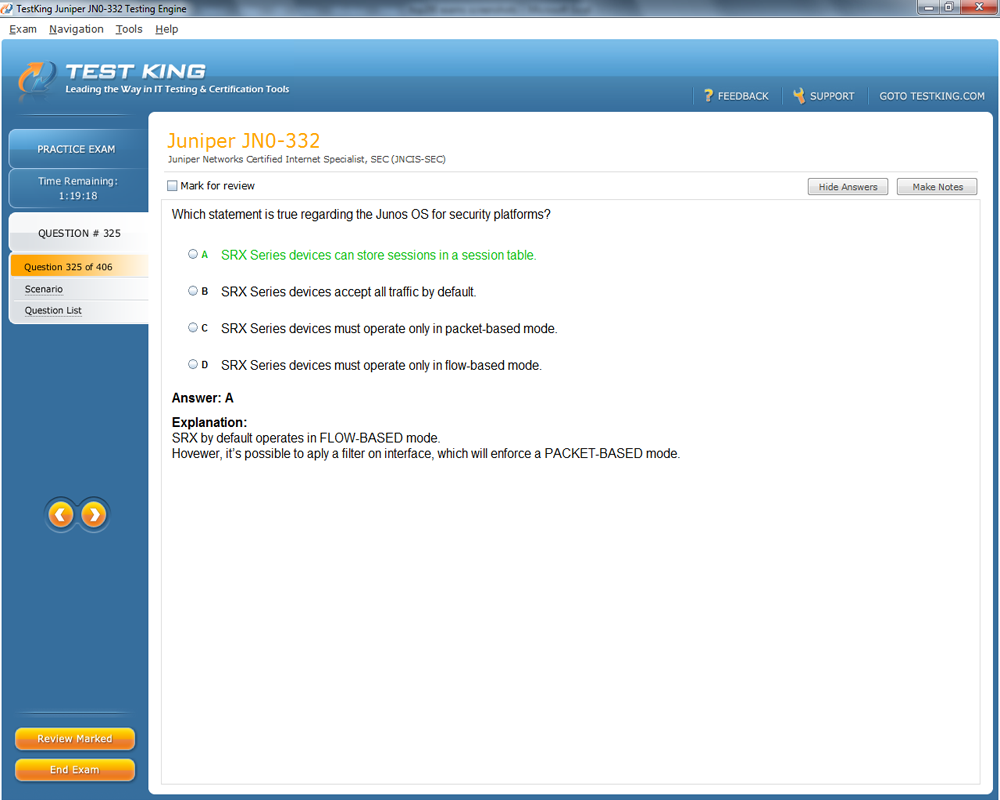 TestKing Juniper JN0-332 Testing Engine
Exam Navigation Tools Help
TEST KING
Leading the Way in IT Testing & Certification Tools
? FEEDBACK SUPPORT GOTO TESTKING.COM
PRACTICE EXAM
Time Remaining:
1:19:18
QUESTION # 325
Question 325 of 406
Scenario
Question List
Juniper JN0-332
Juniper Networks Certified Internet Specialist, SEC (JNCIS-SEC)
Mark for review
Hide Answers Make Notes
Which statement is true regarding the Junos OS for security platforms?
A SRX Series devices can store sessions in a session table.
B SRX Series devices accept all traffic by default.
C SRX Series devices must operate only in packet-based mode.
D SRX Series devices must operate only in flow-based mode.
Answer: A
Explanation:
SRX by default operates in FLOW-BASED mode.
Hovewer, it's possible to aply a filter on interface, which will enforce a PACKET-BASED mode.
Review Marked
End Exam